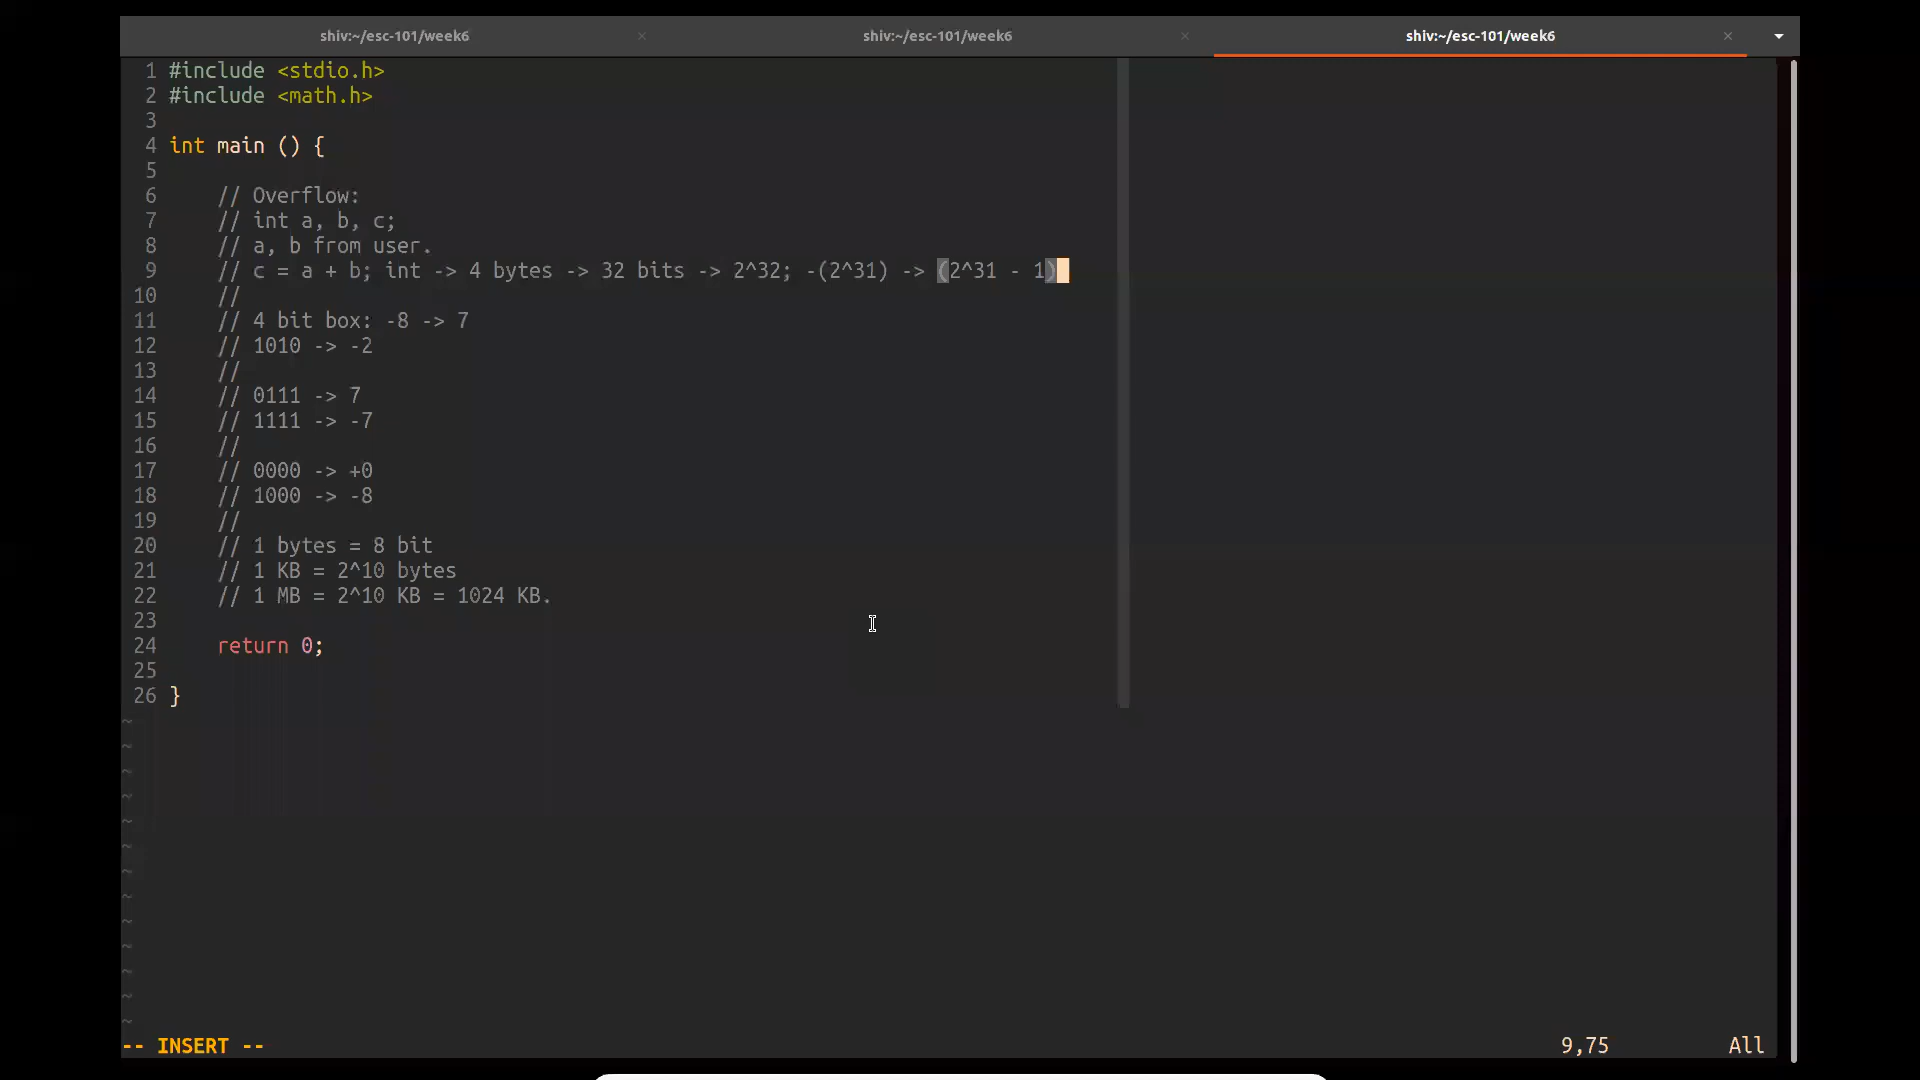 shiv:~/esc-101/week6 × shiv:~/esc-101/week6 × shiv:~/esc-101/week6 ×
1 #include <stdio.h>
2 #include <math.h>
3
4 int main () {
5
6 // Overflow:
7 // int a, b, c;
8 // a, b from user.
9 // c = a + b; int -> 4 bytes -> 32 bits -> 2^32; -(2^31) -> (2^31 - 1)
10 //
11 // 4 bit box: -8 -> 7
12 // 1010 -> -2
13 //
14 // 0111 -> 7
15 // 1111 -> -7
16 //
17 // 0000 -> +0
18 // 1000 -> -8
19 //
20 // 1 bytes = 8 bit
21 // 1 KB = 2^10 bytes
22 // 1 MB = 2^10 KB = 1024 KB.
23
24 return 0;
25
26 }
~
~
~
~
~
~
~
~
~
~
~
~
~
-- INSERT -- 9,75 All